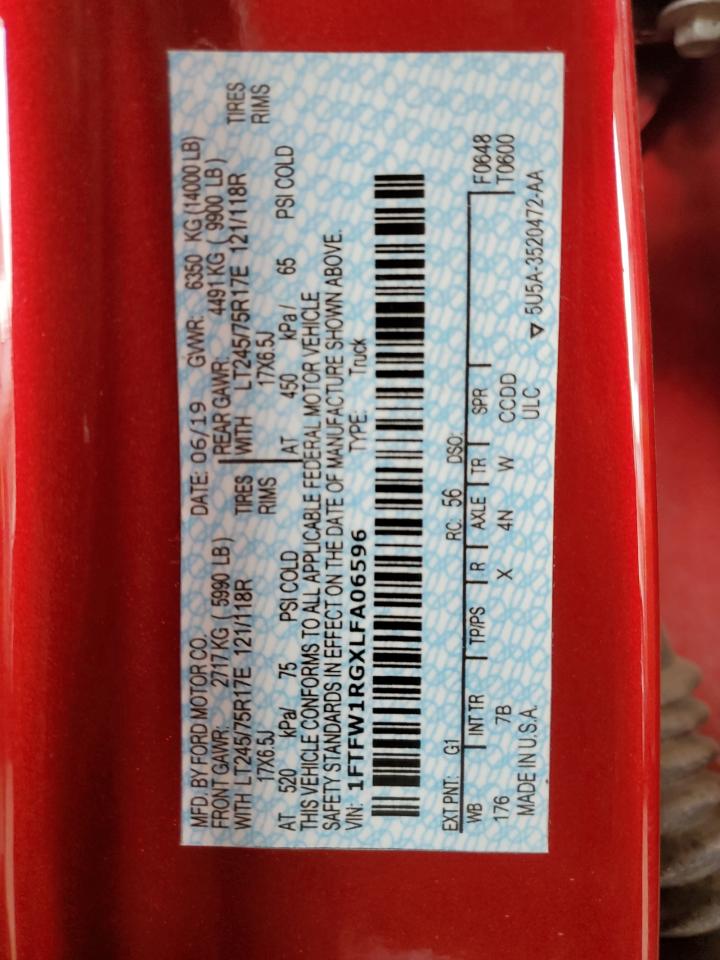 MFD. BY FORD MOTOR CO.
DATE: 06/19 GVWR: 6350 KG (14000 LB)
FRONT GAWR: 2717 KG ( 5990 LB) REAR GAWR: 4491 KG ( 9900 LB )
WITH LT245/75R17E 121/118R TIRES WITH LT245/75R17E 121/118R TIRES
17X6.5J RIMS 17X6.5J RIMS
AT 520 kPa/ 75 PSI COLD AT 450 kPa/ 65 PSI COLD
THIS VEHICLE CONFORMS TO ALL APPLICABLE FEDERAL MOTOR VEHICLE
SAFETY STANDARDS IN EFFECT ON THE DATE OF MANUFACTURE SHOWN ABOVE.
VIN: 1FTFW1RGXLFA06596 TYPE: Truck
EXT PNT: G1 RC: 56 DSO: F0648
WB INT TR TP/PS R AXLE TR SPR T0600
176 7B X 4N W CCDD
MADE IN U.S.A. ULC ▽ 5U5A-3520472-AA